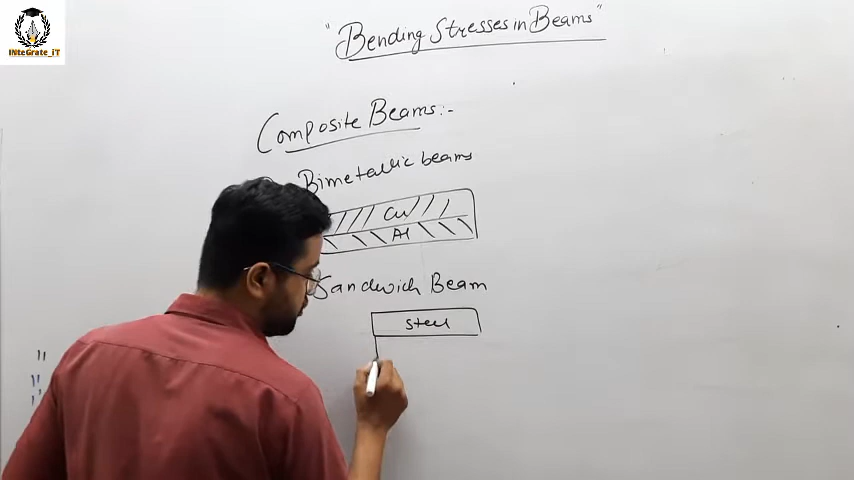 INteGrate_iT
"Bending Stresses in Beams"
Composite Beams:-
Bimetallic beams
Cu
Al
Sandwich Beam
steel